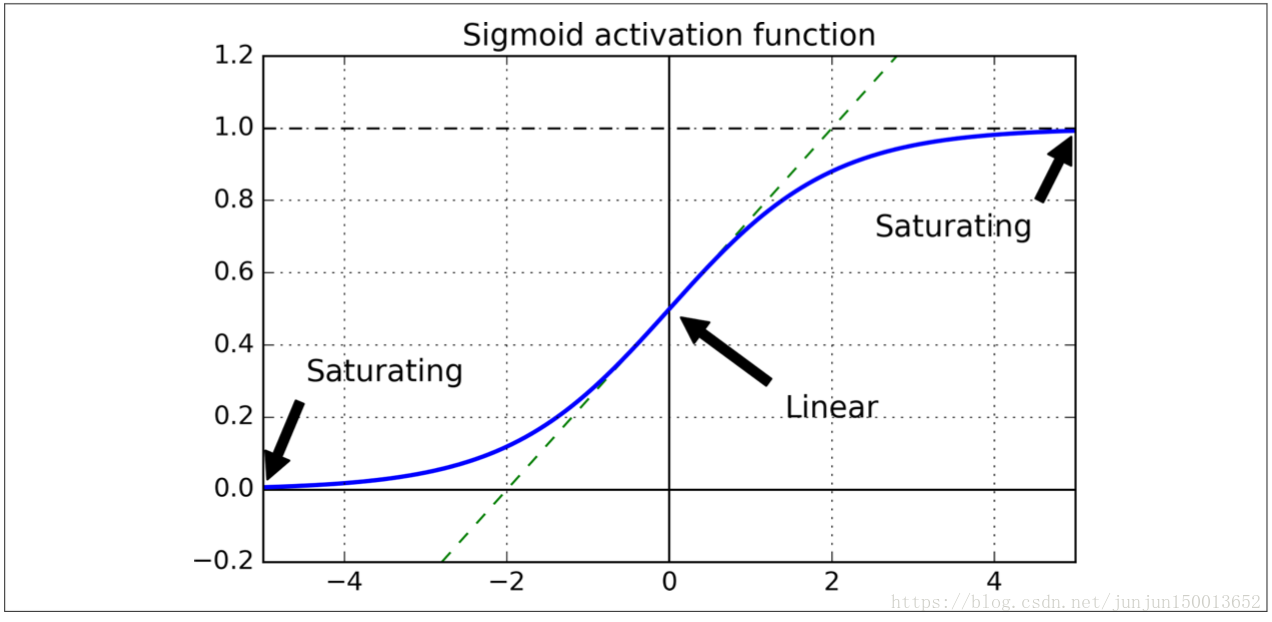 Sigmoid activation function
1.2
1.0
0.8
Saturating
0.6
0.4
Saturating
Linear
0.2
0.0
−0.2
−4 −2 0 2 4
https://blog.csdn.net/junjun150013652